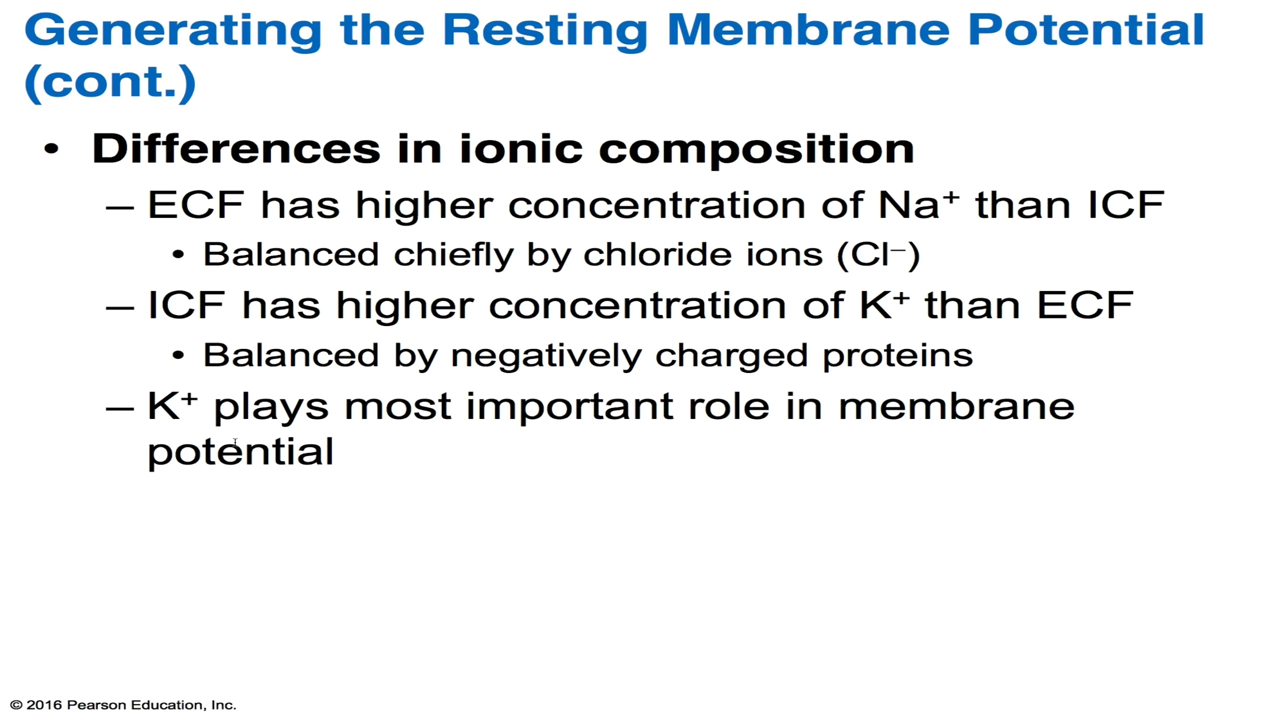 Generating the Resting Membrane Potential
(cont.)
• Differences in ionic composition
– ECF has higher concentration of Na⁺ than ICF
• Balanced chiefly by chloride ions (Cl⁻)
– ICF has higher concentration of K⁺ than ECF
• Balanced by negatively charged proteins
– K⁺ plays most important role in membrane
potential
© 2016 Pearson Education, Inc.